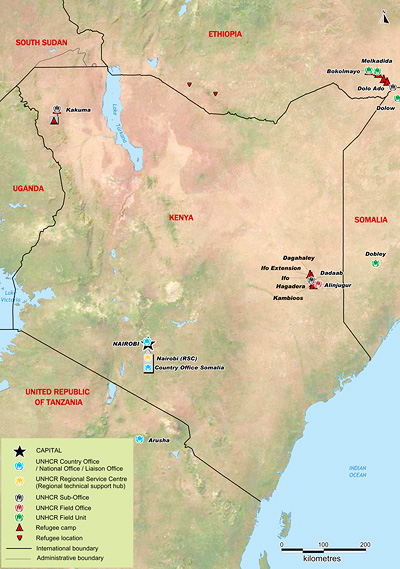 ETHIOPIA
SOUTH SUDAN
Melkadida
Bokolmayo
Dolo Ado
Dolow
Kakuma
Lake
Turkana
UGANDA
KENYA
SOMALIA
Dobley
Dagahaley
Ifo Extension
Dadaab
Ifo
Hagadera
Alinjugur
Kambioos
Lake
Victoria
NAIROBI
Nairobi (RSC)
Country Office Somalia
UNITED REPUBLIC
OF TANZANIA
Arusha
INDIAN
OCEAN
CAPITAL
UNHCR Country Office
/ National Office / Liaison Office
UNHCR Regional Service Centre
(Regional technical support hub)
UNHCR Sub-Office
UNHCR Field Office
UNHCR Field Unit
Refugee camp
Refugee location
International boundary
Administrative boundary
0 100 200
kilometres